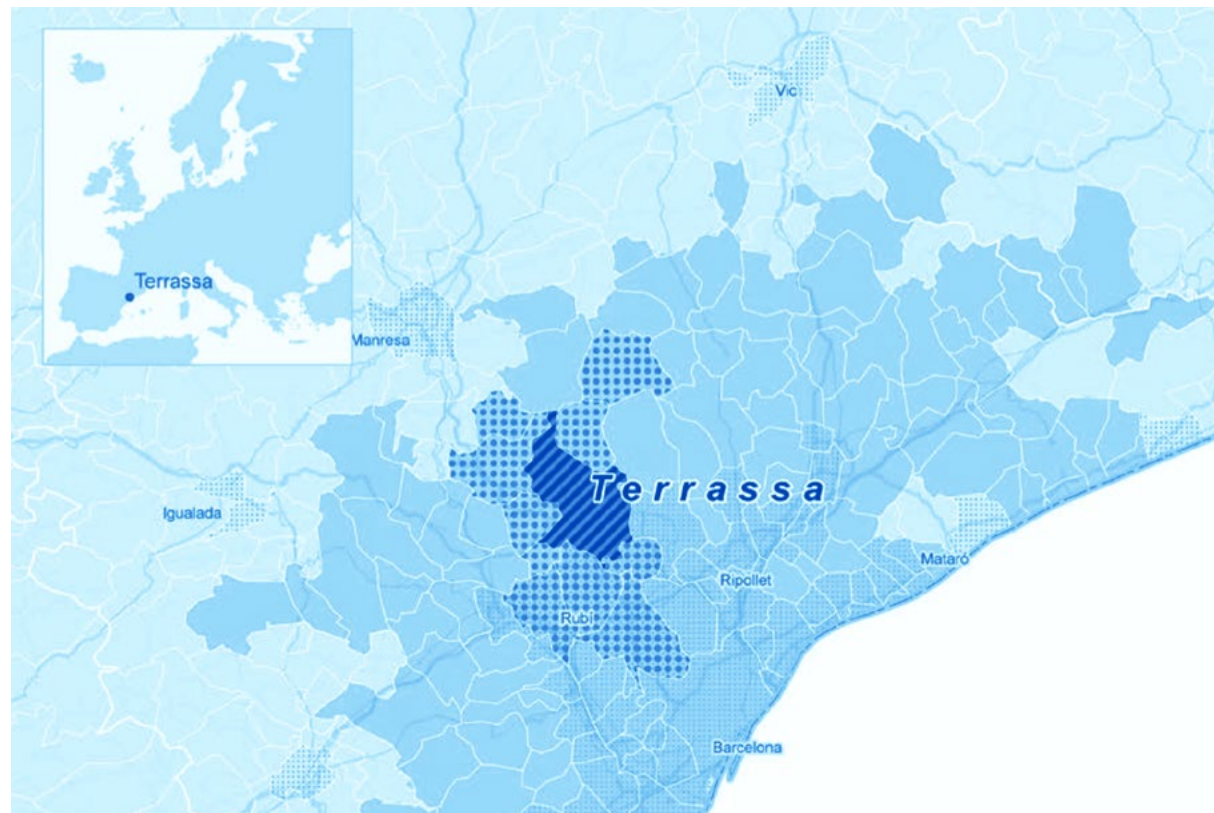 Vic
Terrassa
Manresa
Terrassa
Igualada
Mataró
Ripollet
Rubí
Barcelona